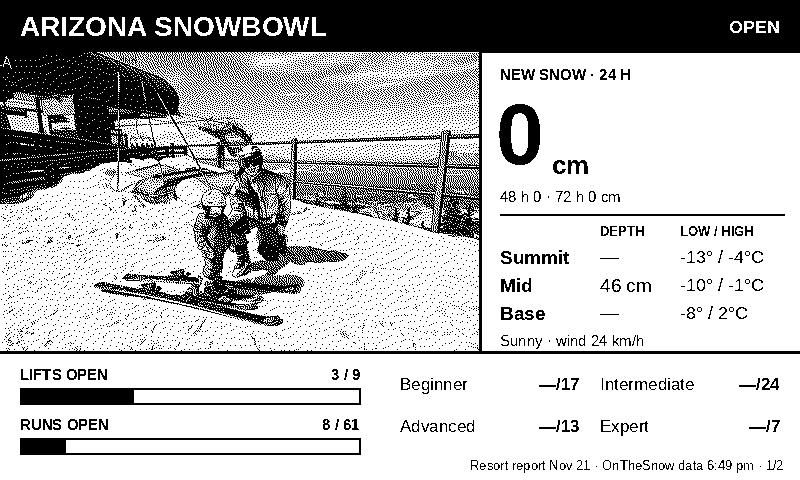 ARIZONA SNOWBOWL
OPEN
A
NEW SNOW · 24 H
0 cm
48 h 0 · 72 h 0 cm
DEPTH LOW / HIGH
Summit — -13° / -4°C
Mid 46 cm -10° / -1°C
Base — -8° / 2°C
Sunny · wind 24 km/h
LIFTS OPEN 3 / 9
RUNS OPEN 8 / 61
Beginner —/17 Intermediate —/24
Advanced —/13 Expert —/7
Resort report Nov 21 · OnTheSnow data 6:49 pm · 1/2